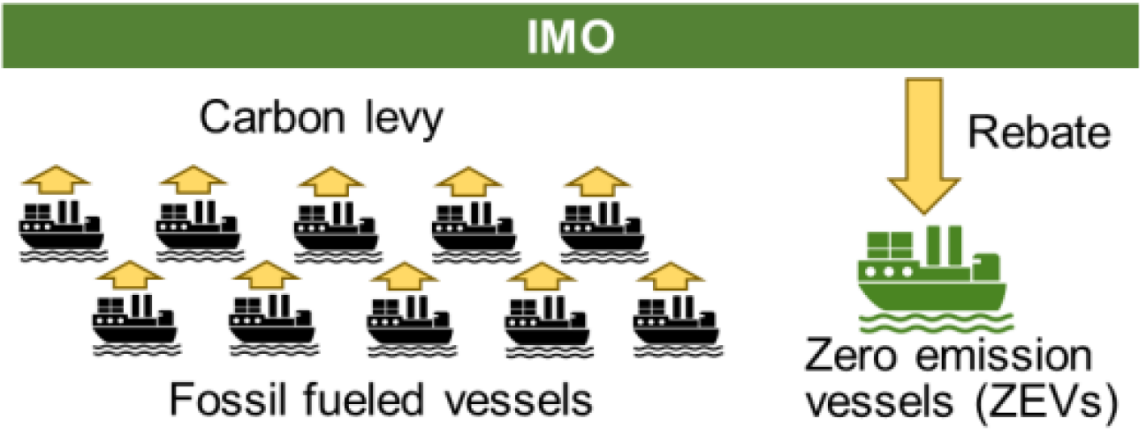 IMO
Carbon levy
Rebate
Fossil fueled vessels
Zero emission
vessels (ZEVs)